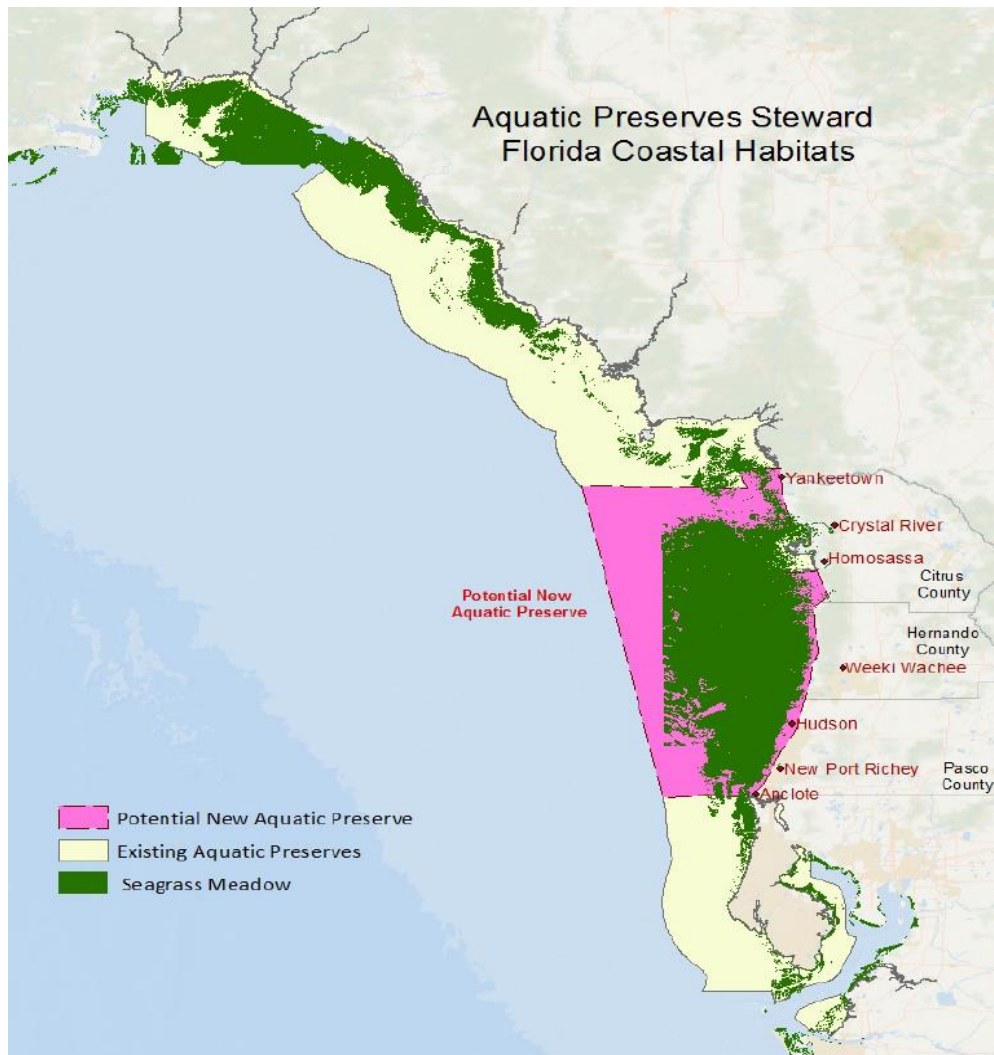 Aquatic Preserves Steward
Florida Coastal Habitats
Yankeetown
Crystal River
Homosassa
Citrus
County
Potential New
Aquatic Preserve
Hernando
County
Weeki Wachee
Hudson
New Port Richey
Pasco
County
Anclote
Potential New Aquatic Preserve
Existing Aquatic Preserves
Seagrass Meadow